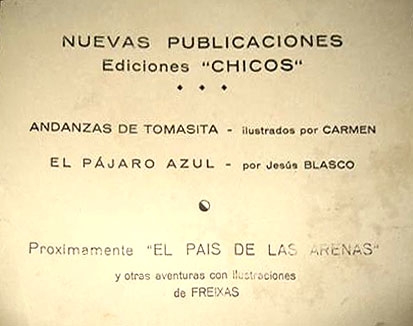 NUEVAS PUBLICACIONES
Ediciones "CHICOS"
ANDANZAS DE TOMASITA - ilustrados por CARMEN
EL PÁJARO AZUL - por Jesús BLASCO
Proximamente "EL PAIS DE LAS ARENAS"
y otras aventuras con ilustraciones
de FREIXAS